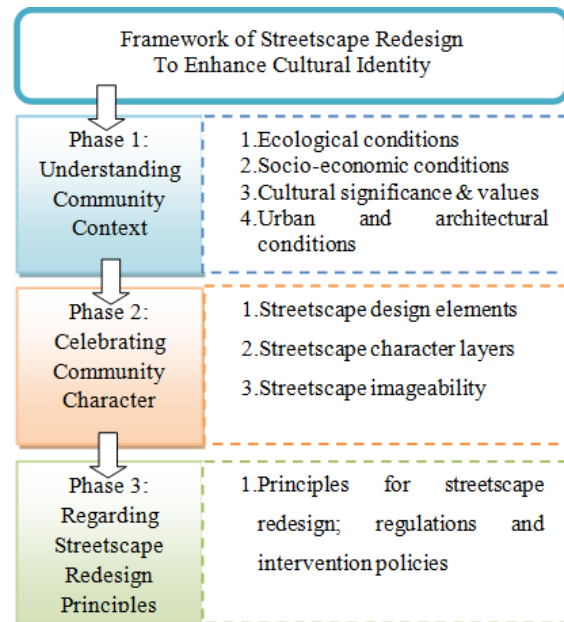 Framework of Streetscape Redesign
To Enhance Cultural Identity
Phase 1:
Understanding
Community
Context
1.Ecological conditions
2.Socio-economic conditions
3.Cultural significance & values
4.Urban and architectural
conditions
Phase 2:
Celebrating
Community
Character
1.Streetscape design elements
2.Streetscape character layers
3.Streetscape imageability
Phase 3:
Regarding
Streetscape
Redesign
Principles
1.Principles for streetscape
redesign; regulations and
intervention policies